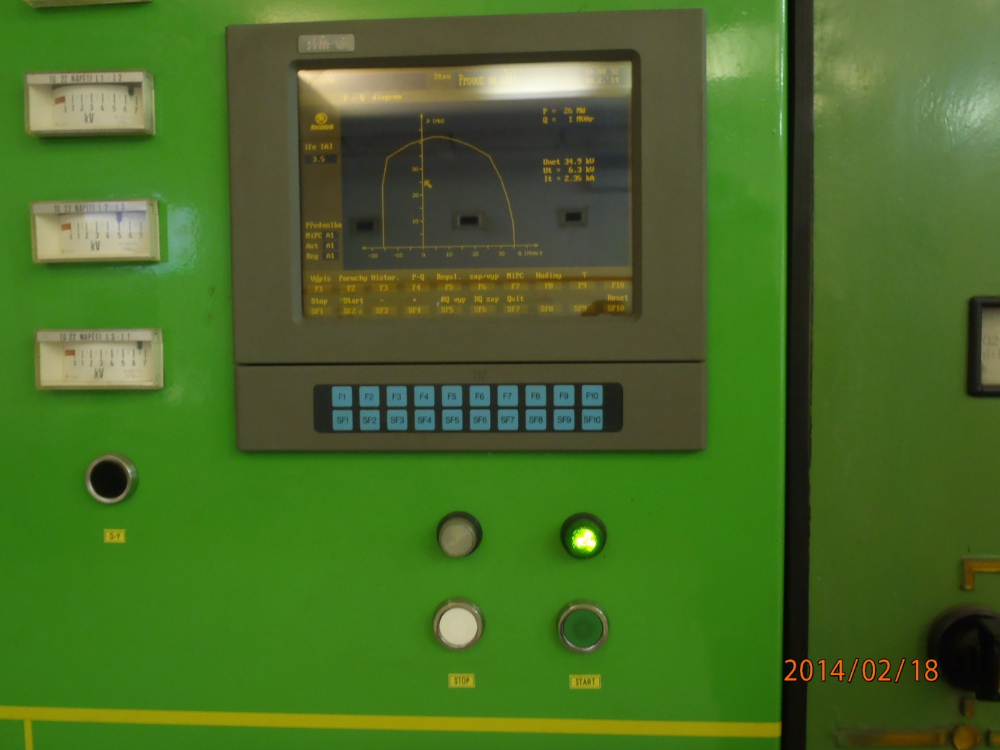 TG 22 NAPĚTÍ L1 - L2
0 1 2 3 4 5 6 7
kV
TG 22 NAPĚTÍ L2 - L3
1 2 3 4 5 6 7
kV
TG 22 NAPĚTÍ L3 - L1
1 2 3 4 5 6 7
kV
Stav Provoz
P - Q diagram
ŠKODA
Ife [A]
3.5
P [MW]
30
20
10
-20 -10 0 10 20 30 Q [MVAr]
P = 26 MW
Q = 1 MVAr
Unet 34.9 kV
Ut = 6.3 kV
It = 2.35 kA
Předvolba
MiPC A1
Aut A1
Reg A1
Výpis Poruchy Histor. P-Q Regul. zap/vyp MiPC Hodiny ?
F1 F2 F3 F4 F5 F6 F7 F8 F9 F10
Stop Start - + RQ vyp RQ zap Quit Reset
SF1 SF2 SF3 SF4 SF5 SF6 SF7 SF8 SF9 SF10
F1 F2 F3 F4 F5 F6 F7 F8 F9 F10
SF1 SF2 SF3 SF4 SF5 SF6 SF7 SF8 SF9 SF10
STOP
START
2014/02/18